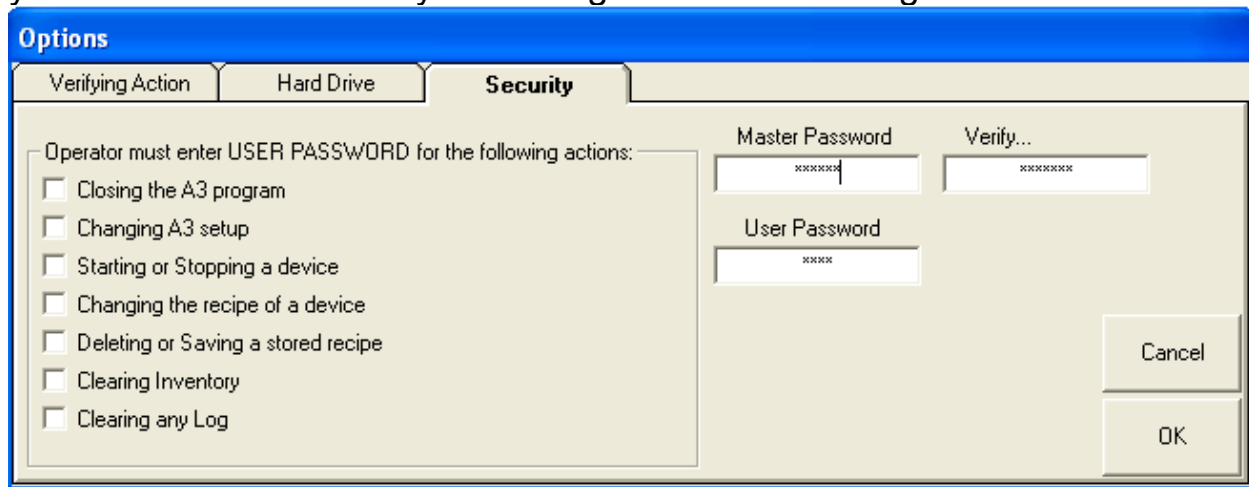 Options
Verifying Action Hard Drive Security
Operator must enter USER PASSWORD for the following actions:
Closing the A3 program
Changing A3 setup
Starting or Stopping a device
Changing the recipe of a device
Deleting or Saving a stored recipe
Clearing Inventory
Clearing any Log
Master Password Verify...
****** *******
User Password
****
Cancel
OK